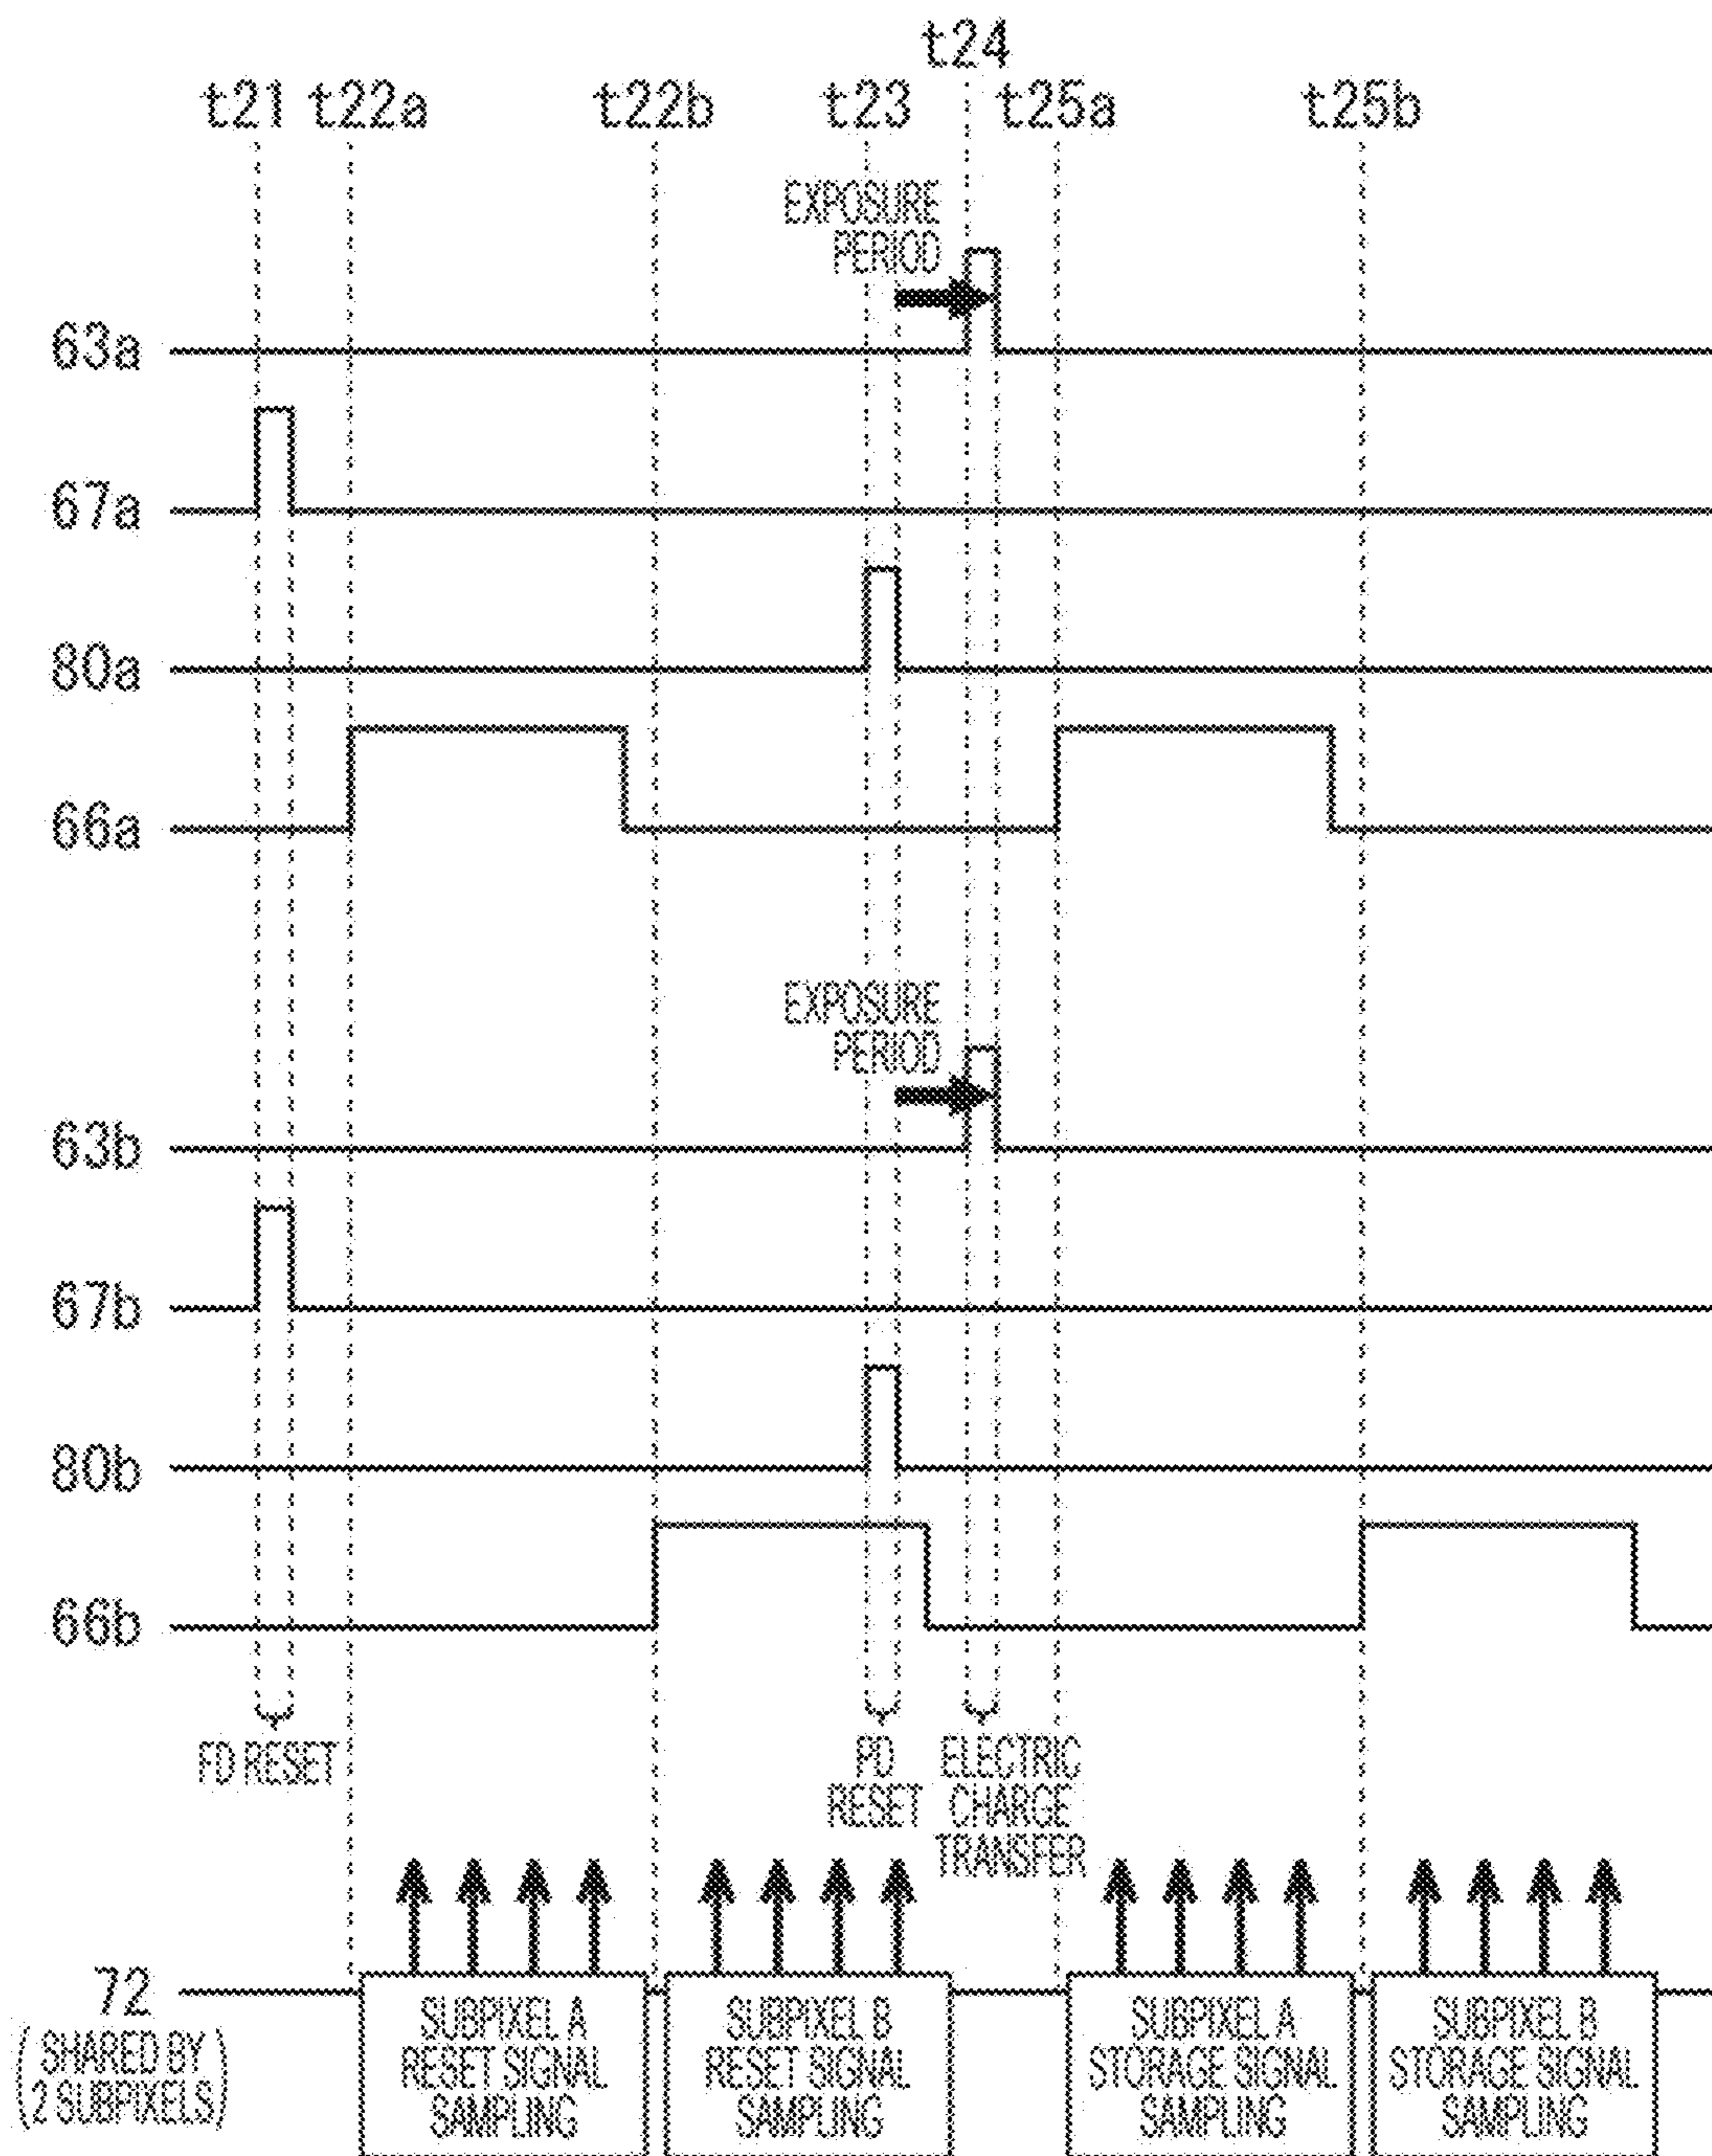 t24
t21 t22a t22b t23 t25a t25b
EXPOSURE
PERIOD
63a
67a
80a
66a
EXPOSURE
PERIOD
63b
67b
80b
66b
FD RESET
PD
RESET
ELECTRIC
CHARGE
TRANSFER
72
(SHARED BY
2 SUBPIXELS)
SUBPIXEL A
RESET SIGNAL
SAMPLING
SUBPIXEL B
RESET SIGNAL
SAMPLING
SUBPIXEL A
STORAGE SIGNAL
SAMPLING
SUBPIXEL B
STORAGE SIGNAL
SAMPLING